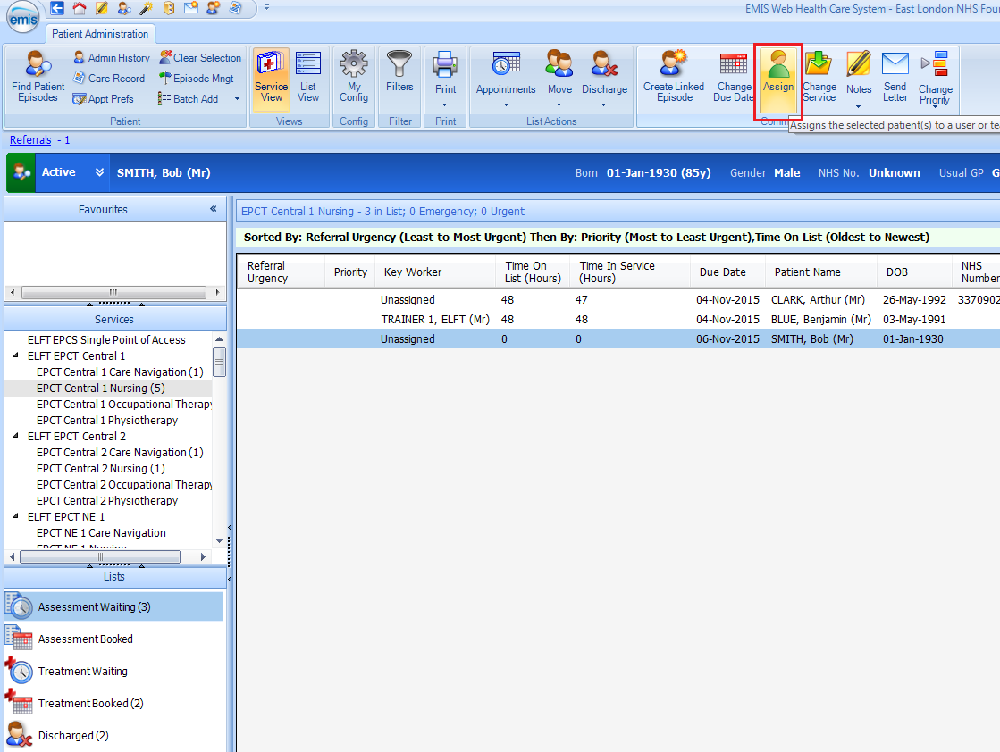 EMIS Web Health Care System - East London NHS Foun
emis
Patient Administration
Find Patient Episodes
Admin History
Care Record
Appt Prefs
Clear Selection
Episode Mngt
Batch Add
Patient
Service View
List View
Views
My Config
Config
Filters
Filter
Print
Print
Appointments
Move
Discharge
List Actions
Create Linked Episode
Change Due Date
Assign
Change Service
Notes
Send Letter
Change Priority
Comm
Assigns the selected patient(s) to a user or tea
Referrals - 1
Active SMITH, Bob (Mr) Born 01-Jan-1930 (85y) Gender Male NHS No. Unknown Usual GP G
Favourites «
EPCT Central 1 Nursing - 3 in List; 0 Emergency; 0 Urgent
Sorted By: Referral Urgency (Least to Most Urgent) Then By: Priority (Most to Least Urgent),Time On List (Oldest to Newest)
Referral Urgency Priority Key Worker Time On List (Hours) Time In Service (Hours) Due Date Patient Name DOB NHS Number
Unassigned 48 47 04-Nov-2015 CLARK, Arthur (Mr) 26-May-1992 3370902
TRAINER 1, ELFT (Mr) 48 48 04-Nov-2015 BLUE, Benjamin (Mr) 03-May-1991
Unassigned 0 0 06-Nov-2015 SMITH, Bob (Mr) 01-Jan-1930
Services
ELFT EPCS Single Point of Access
ELFT EPCT Central 1
EPCT Central 1 Care Navigation (1)
EPCT Central 1 Nursing (5)
EPCT Central 1 Occupational Therapy
EPCT Central 1 Physiotherapy
ELFT EPCT Central 2
EPCT Central 2 Care Navigation (1)
EPCT Central 2 Nursing (1)
EPCT Central 2 Occupational Therapy
EPCT Central 2 Physiotherapy
ELFT EPCT NE 1
EPCT NE 1 Care Navigation
EPCT NE 1 Nursing
Lists
Assessment Waiting (3)
Assessment Booked
Treatment Waiting
Treatment Booked (2)
Discharged (2)